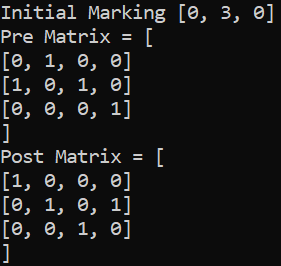 Initial Marking [0, 3, 0]
Pre Matrix = [
[0, 1, 0, 0]
[1, 0, 1, 0]
[0, 0, 0, 1]
]
Post Matrix = [
[1, 0, 0, 0]
[0, 1, 0, 1]
[0, 0, 1, 0]
]